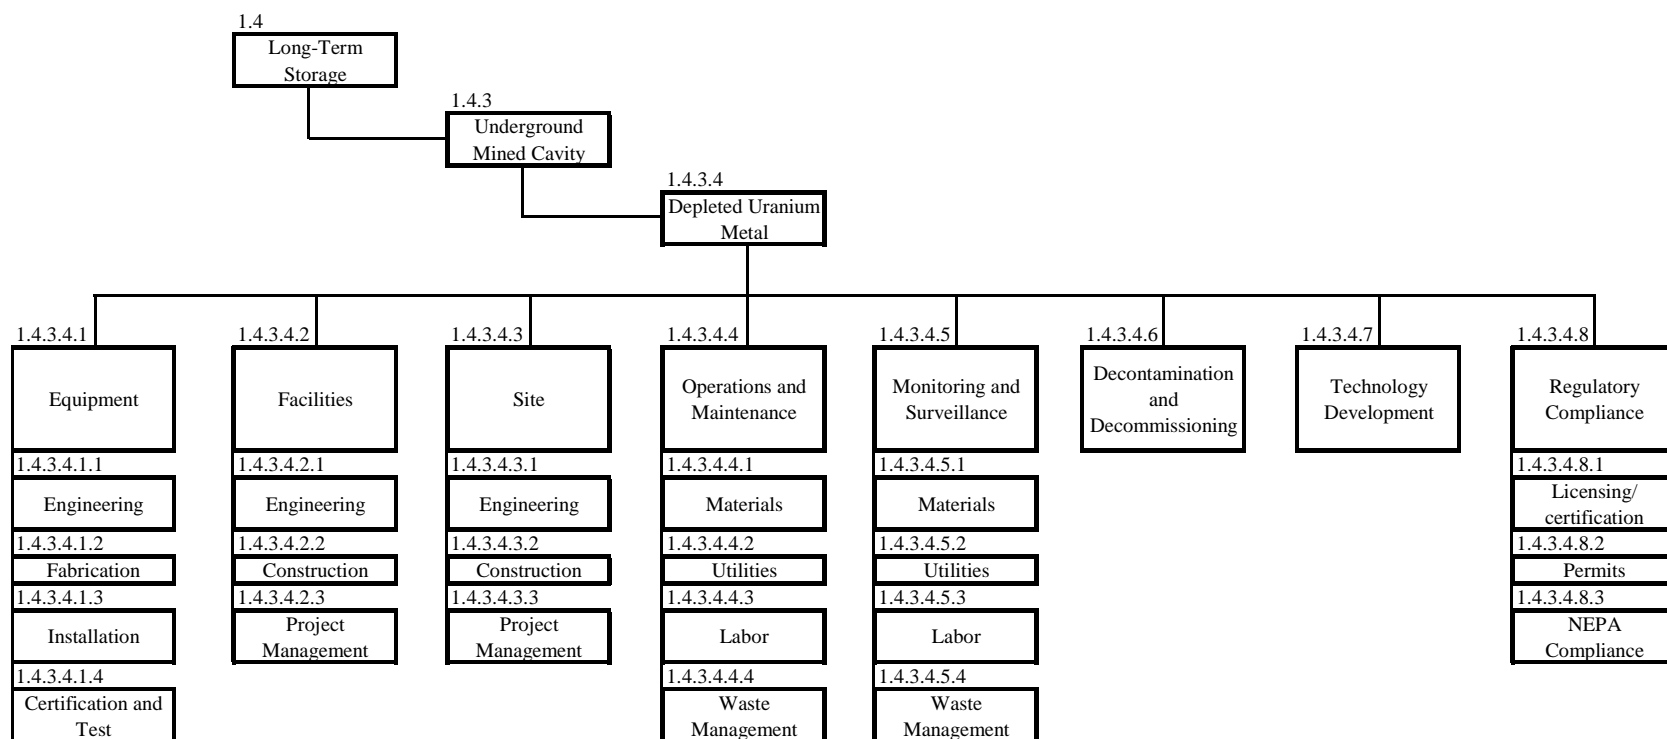 1.4
Long-Term
Storage
1.4.3
Underground
Mined Cavity
1.4.3.4
Depleted Uranium
Metal
1.4.3.4.1
Equipment
1.4.3.4.1.1
Engineering
1.4.3.4.1.2
Fabrication
1.4.3.4.1.3
Installation
1.4.3.4.1.4
Certification and
Test
1.4.3.4.2
Facilities
1.4.3.4.2.1
Engineering
1.4.3.4.2.2
Construction
1.4.3.4.2.3
Project
Management
1.4.3.4.3
Site
1.4.3.4.3.1
Engineering
1.4.3.4.3.2
Construction
1.4.3.4.3.3
Project
Management
1.4.3.4.4
Operations and
Maintenance
1.4.3.4.4.1
Materials
1.4.3.4.4.2
Utilities
1.4.3.4.4.3
Labor
1.4.3.4.4.4
Waste
Management
1.4.3.4.5
Monitoring and
Surveillance
1.4.3.4.5.1
Materials
1.4.3.4.5.2
Utilities
1.4.3.4.5.3
Labor
1.4.3.4.5.4
Waste
Management
1.4.3.4.6
Decontamination
and
Decommissioning
1.4.3.4.7
Technology
Development
1.4.3.4.8
Regulatory
Compliance
1.4.3.4.8.1
Licensing/
certification
1.4.3.4.8.2
Permits
1.4.3.4.8.3
NEPA
Compliance